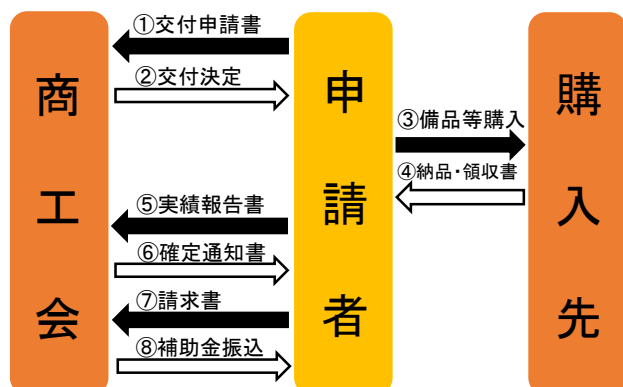 商工会
申請者
購入先
①交付申請書
②交付決定
③備品等購入
④納品・領収書
⑤実績報告書
⑥確定通知書
⑦請求書
⑧補助金振込